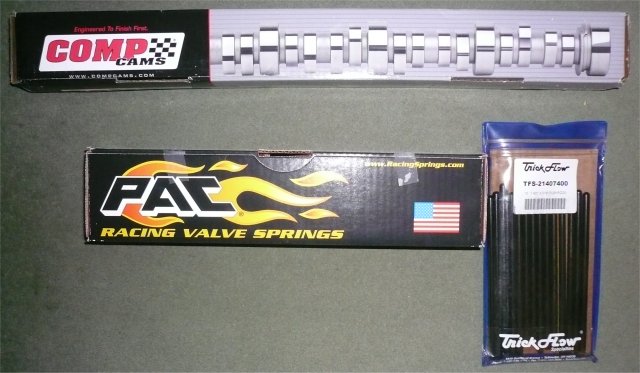 Engineered To Finish First.
COMP
CAMS
WWW.COMPCAMS.COM
www.RacingSprings.com
PAC
®
RACING VALVE SPRINGS
Trick Flow
TFS-21407400
Trick Flow
Specialties